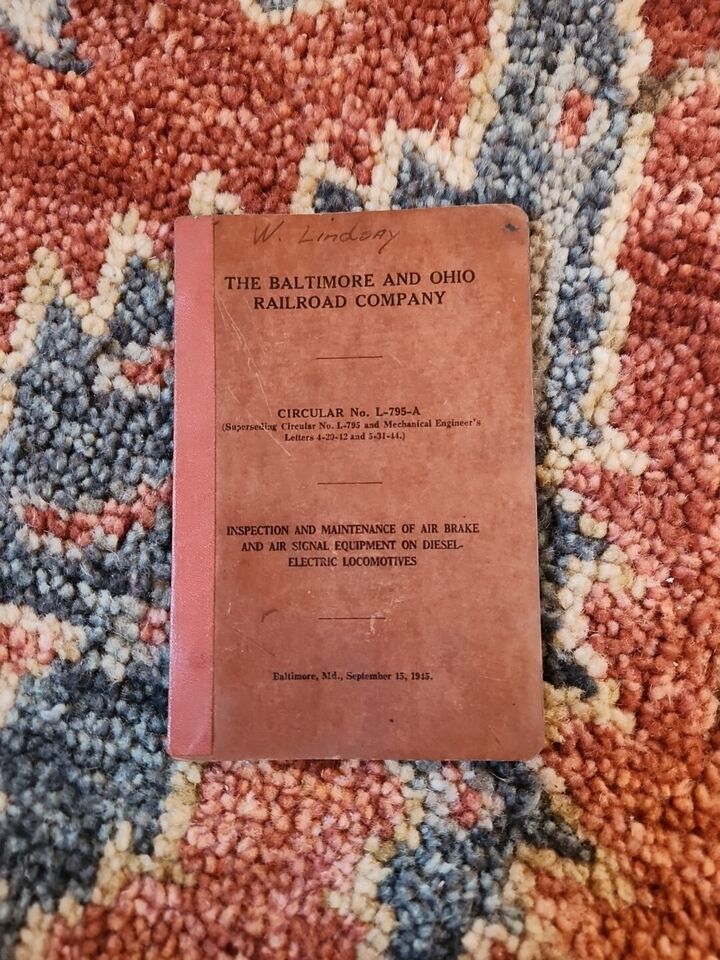 W. Lindsay
THE BALTIMORE AND OHIO
RAILROAD COMPANY
CIRCULAR No. L-795-A
(Superseding Circular No. L-795 and Mechanical Engineer's
Letters 4-20-42 and 5-31-44.)
INSPECTION AND MAINTENANCE OF AIR BRAKE
AND AIR SIGNAL EQUIPMENT ON DIESEL-
ELECTRIC LOCOMOTIVES
Baltimore, Md., September 15, 1945.